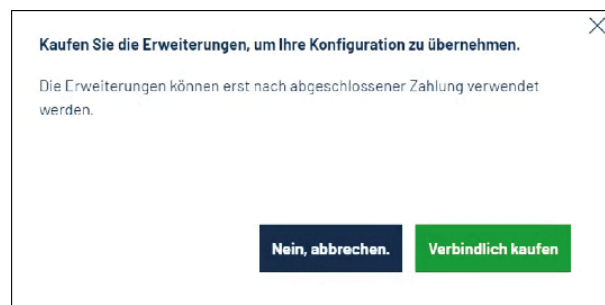 Kaufen Sie die Erweiterungen, um Ihre Konfiguration zu übernehmen.
Die Erweiterungen können erst nach abgeschlossener Zahlung verwendet
werden.
Nein, abbrechen. Verbindlich kaufen